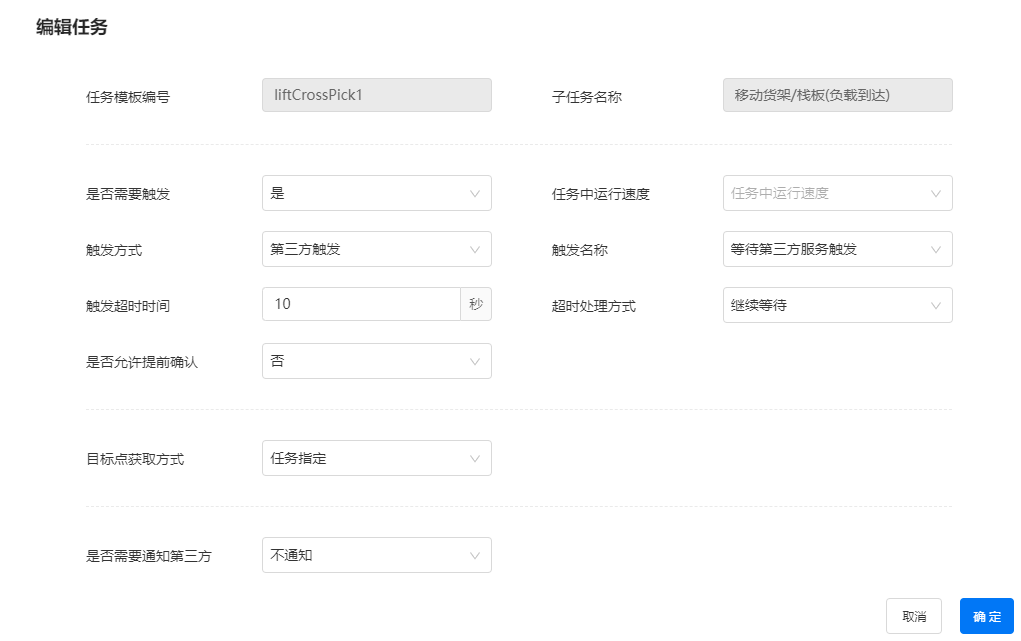 编辑任务
任务模板编号 liftCrossPick1 子任务名称 移动货架/栈板(负载到达)
是否需要触发 是 任务中运行速度 任务中运行速度
触发方式 第三方触发 触发名称 等待第三方服务触发
触发超时时间 10 秒 超时处理方式 继续等待
是否允许提前确认 否
目标点获取方式 任务指定
是否需要通知第三方 不通知
取消 确定